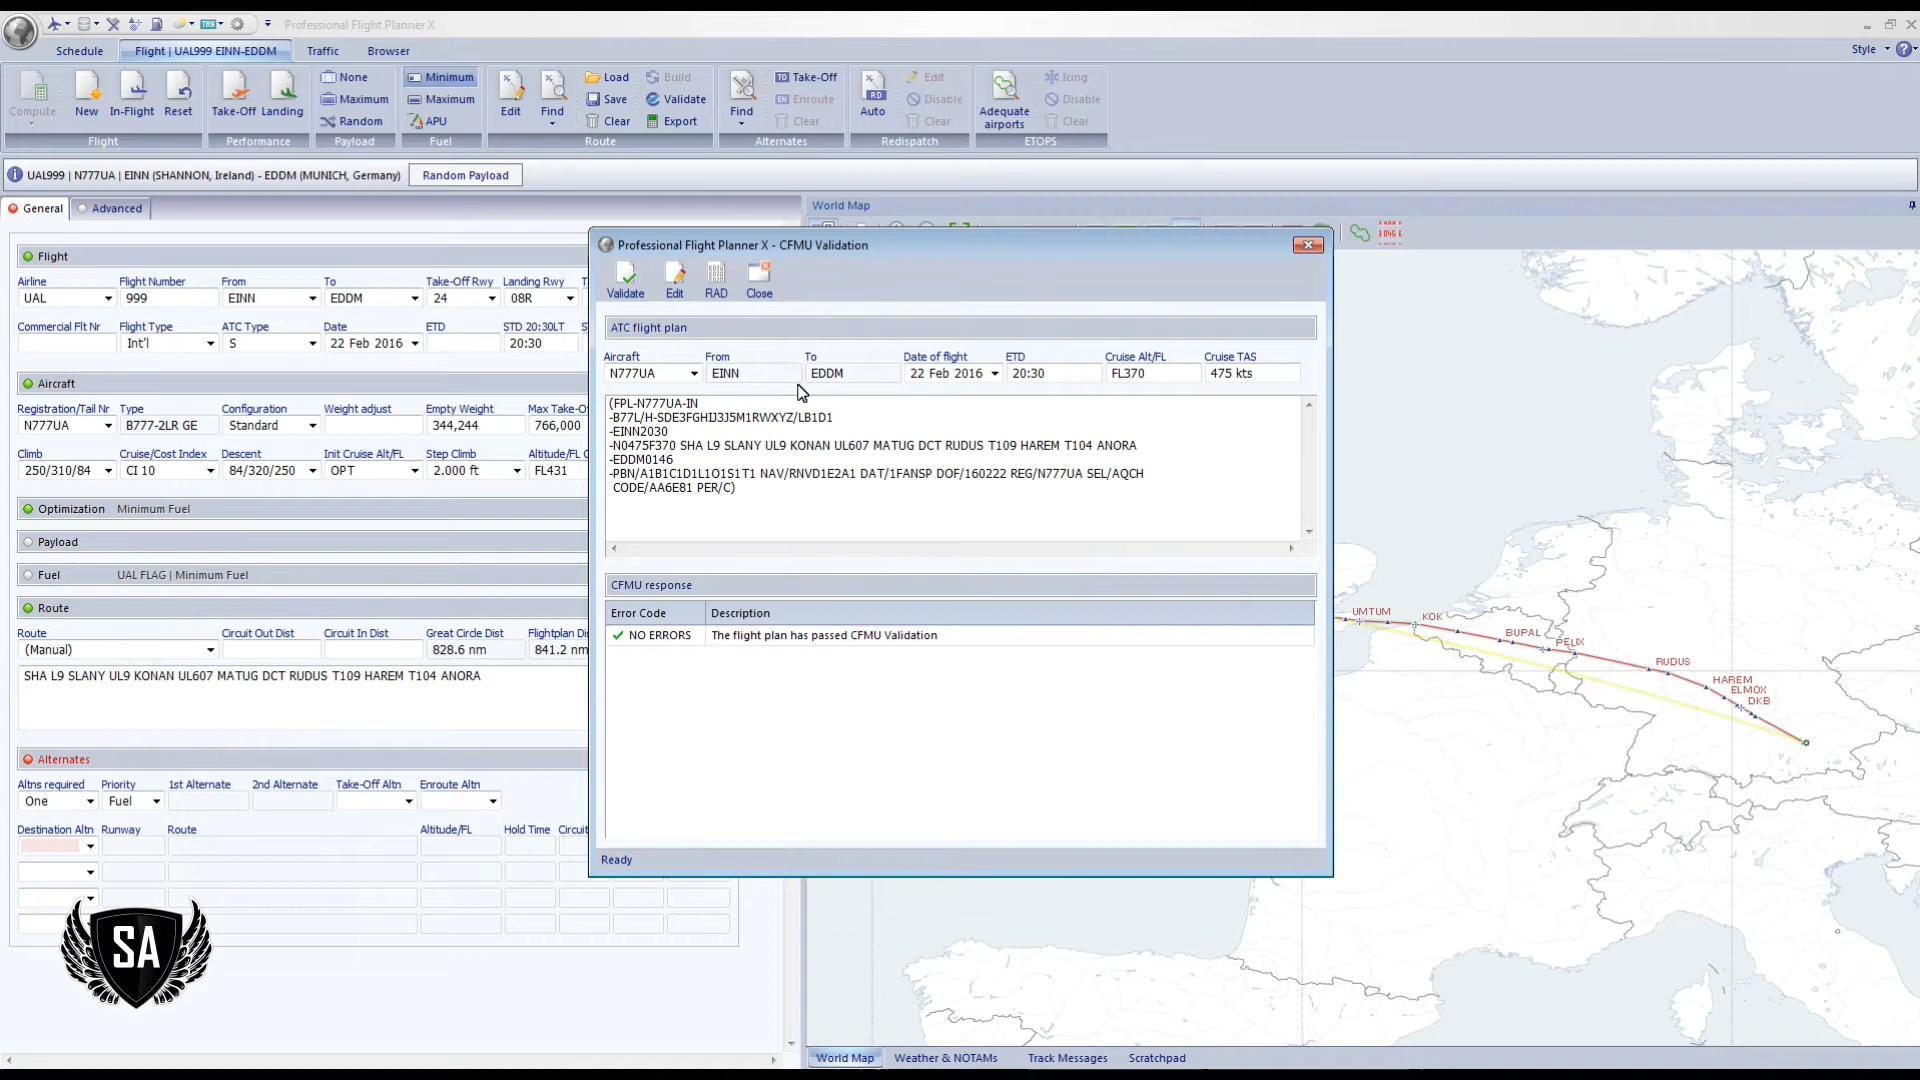 Professional Flight Planner X
Schedule
Flight | UAL999 EINN-EDDM
Traffic
Browser
Style
Compute
New
In-Flight
Reset
Flight
Take-Off
Landing
Performance
None
Maximum
Random
Payload
Minimum
Maximum
APU
Fuel
Edit
Find
Load
Save
Clear
Build
Validate
Export
Route
Find
TO Take-Off
EN Enroute
Clear
Alternates
RD
Auto
Edit
Disable
Clear
Redispatch
Adequate airports
Icing
Disable
Clear
ETOPS
UAL999 | N777UA | EINN (SHANNON, Ireland) - EDDM (MUNICH, Germany)
Random Payload
General
Advanced
World Map
Flight
Airline
Flight Number
From
To
Take-Off Rwy
Landing Rwy
UAL
999
EINN
EDDM
24
08R
Commercial Flt Nr
Flight Type
ATC Type
Date
ETD
STD 20:30LT
Int'l
S
22 Feb 2016
20:30
Aircraft
Registration/Tail Nr
Type
Configuration
Weight adjust
Empty Weight
Max Take-O
N777UA
B777-2LR GE
Standard
344,244
766,000
Climb
Cruise/Cost Index
Descent
Init Cruise Alt/FL
Step Climb
Altitude/FL C
250/310/84
CI 10
84/320/250
OPT
2.000 ft
FL431
Optimization
Minimum Fuel
Payload
Fuel
UAL FLAG | Minimum Fuel
Route
Route
Circuit Out Dist
Circuit In Dist
Great Circle Dist
Flightplan Dis
(Manual)
828.6 nm
841.2 nm
SHA L9 SLANY UL9 KONAN UL607 MATUG DCT RUDUS T109 HAREM T104 ANORA
Alternates
Altns required
Priority
1st Alternate
2nd Alternate
Take-Off Altn
Enroute Altn
One
Fuel
Destination Altn
Runway
Route
Altitude/FL
Hold Time
Circui
SA
Professional Flight Planner X - CFMU Validation
Validate
Edit
RAD
Close
ATC flight plan
Aircraft
From
To
Date of flight
ETD
Cruise Alt/FL
Cruise TAS
N777UA
EINN
EDDM
22 Feb 2016
20:30
FL370
475 kts
(FPL-N777UA-IN
-B77L/H-SDE3FGHIJ3J5M1RWXYZ/LB1D1
-EINN2030
-N0475F370 SHA L9 SLANY UL9 KONAN UL607 MATUG DCT RUDUS T109 HAREM T104 ANORA
-EDDM0146
-PBN/A1B1C1D1L1O1S1T1 NAV/RNVD1E2A1 DAT/1FANSP DOF/160222 REG/N777UA SEL/AQCH
CODE/AA6E81 PER/C)
CFMU response
Error Code
Description
NO ERRORS
The flight plan has passed CFMU Validation
Ready
UMTUM
KOK
BUPAL
PELIX
RUDUS
HAREM
ELMOX
DKB
World Map
Weather & NOTAMs
Track Messages
Scratchpad